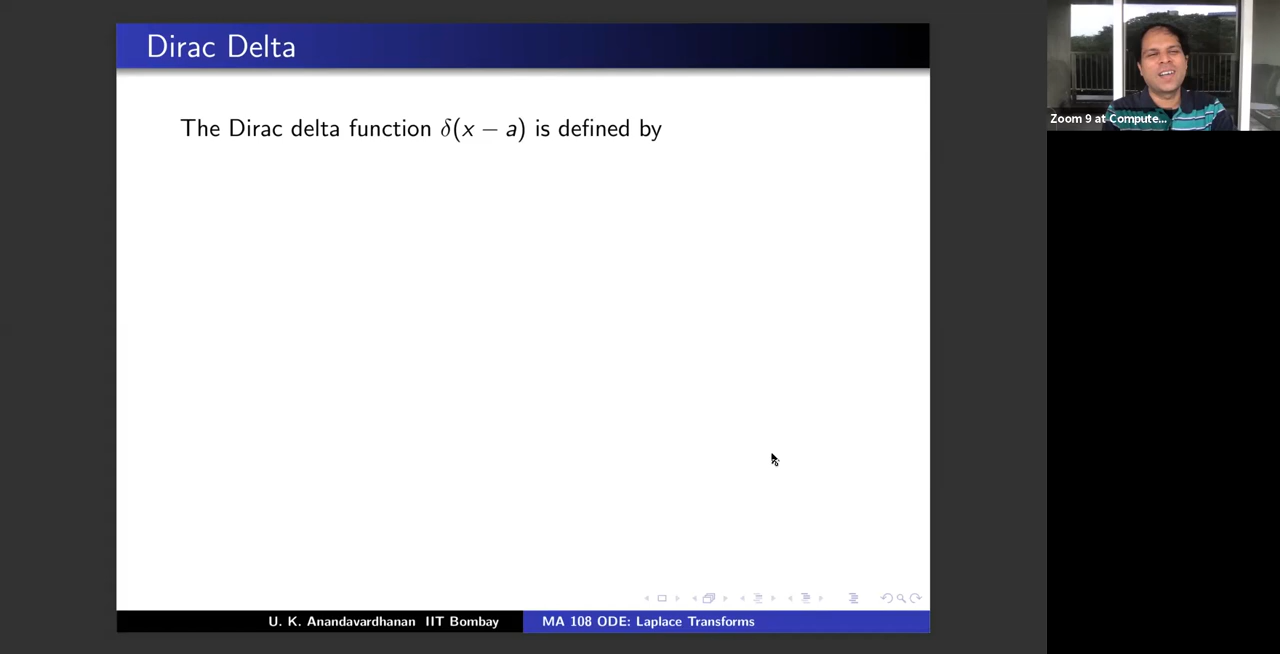 Dirac Delta
The Dirac delta function δ(x − a) is defined by
Zoom 9 at Compute...
U. K. Anandavardhanan IIT Bombay
MA 108 ODE: Laplace Transforms